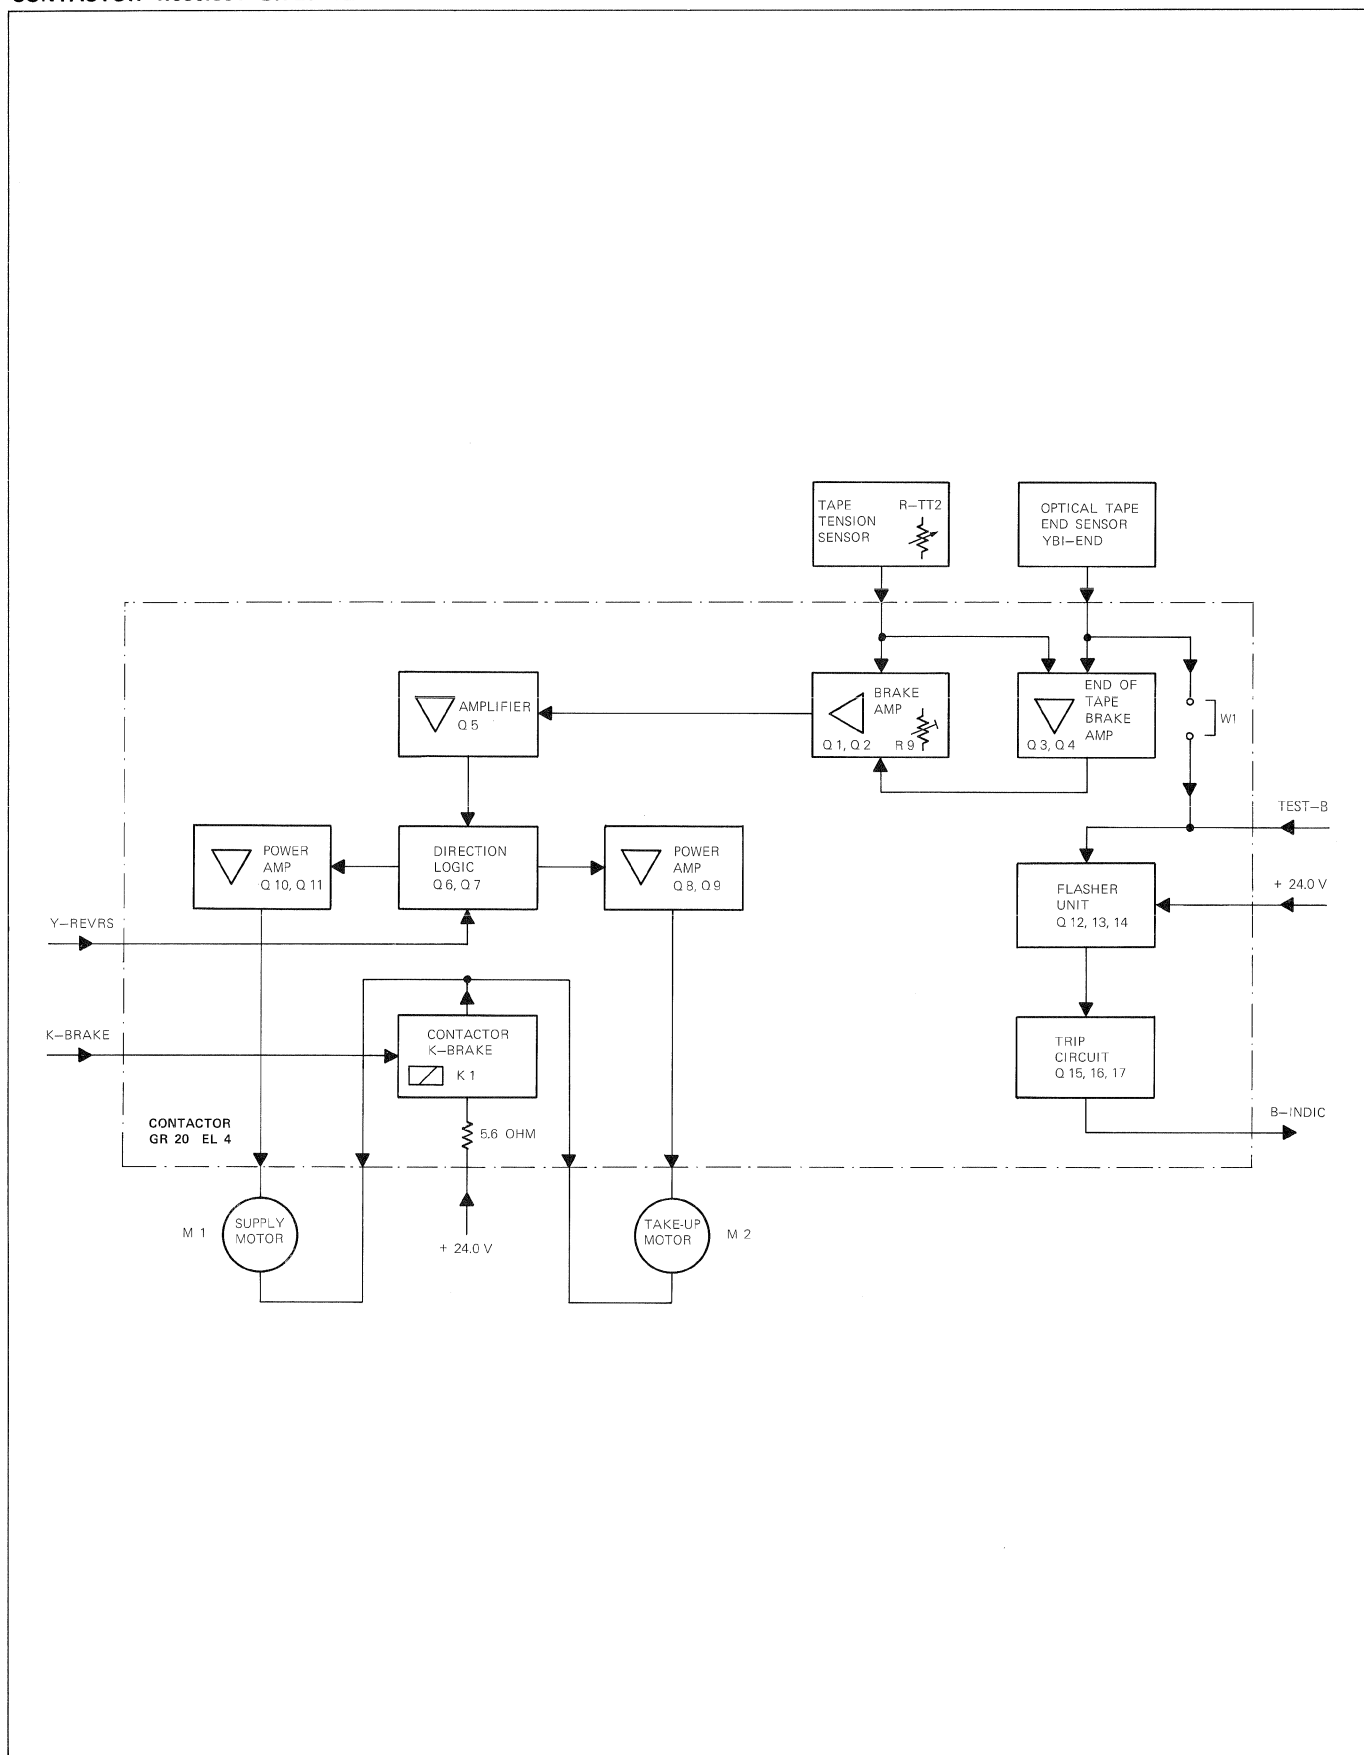 CONTACTOR
TAPE R–TT2
TENSION
SENSOR
OPTICAL TAPE
END SENSOR
YBI–END
AMPLIFIER
Q 5
BRAKE
AMP
Q 1, Q 2 R 9
END OF
TAPE
BRAKE
AMP
Q 3, Q 4
W1
TEST–B
POWER
AMP
Q 10, Q 11
DIRECTION
LOGIC
Q 6, Q 7
POWER
AMP
Q 8, Q 9
FLASHER
UNIT
Q 12, 13, 14
+ 24.0 V
Y–REVRS
K–BRAKE
CONTACTOR
K–BRAKE
K 1
TRIP
CIRCUIT
Q 15, 16, 17
B–INDIC
CONTACTOR
GR 20 EL 4
5.6 OHM
M 1
SUPPLY
MOTOR
+ 24.0 V
TAKE-UP
MOTOR
M 2